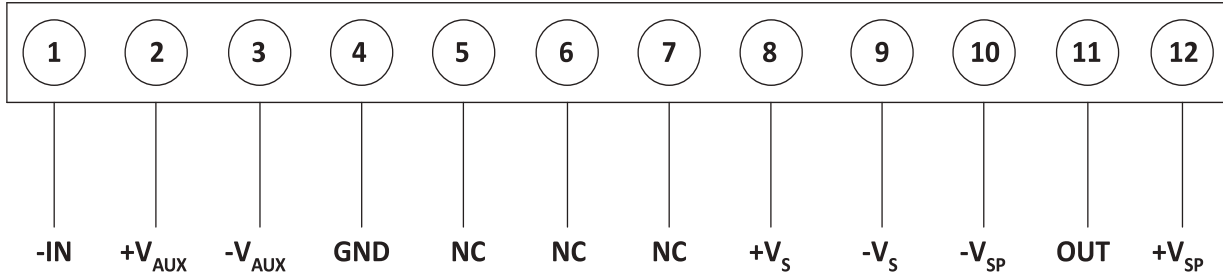 1 2 3 4 5 6 7 8 9 10 11 12
-IN +VAUX -VAUX GND NC NC NC +VS -VS -VSP OUT +VSP